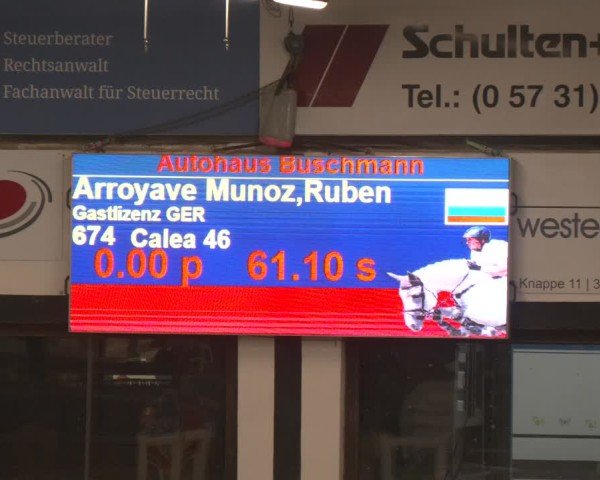 Steuerberater
Rechtsanwalt
Fachanwalt für Steuerrecht
Schulten+
Tel.: (0 57 31)
Autohaus Buschmann
Arroyave Munoz,Ruben
Gastlizenz GER
674 Calea 46
0.00 p 61.10 s
weste
Knappe 11 | 3